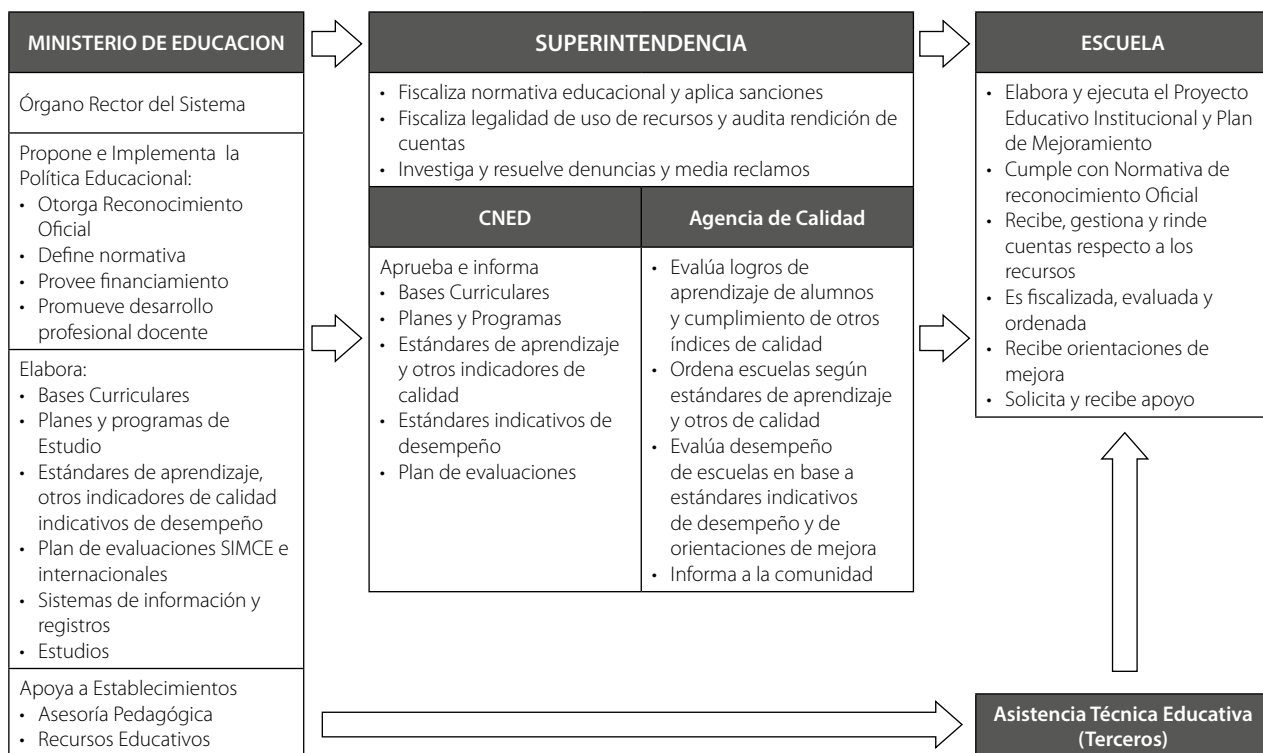 MINISTERIO DE EDUCACION
Órgano Rector del Sistema
Propone e Implementa la
Política Educacional:
• Otorga Reconocimiento
Oficial
• Define normativa
• Provee financiamiento
• Promueve desarrollo
profesional docente
Elabora:
• Bases Curriculares
• Planes y programas de
Estudio
• Estándares de aprendizaje,
otros indicadores de calidad
indicativos de desempeño
• Plan de evaluaciones SIMCE e
internacionales
• Sistemas de información y
registros
• Estudios
Apoya a Establecimientos
• Asesoría Pedagógica
• Recursos Educativos
SUPERINTENDENCIA
• Fiscaliza normativa educacional y aplica sanciones
• Fiscaliza legalidad de uso de recursos y audita rendición de
cuentas
• Investiga y resuelve denuncias y media reclamos
CNED
Aprueba e informa
• Bases Curriculares
• Planes y Programas
• Estándares de aprendizaje
y otros indicadores de
calidad
• Estándares indicativos de
desempeño
• Plan de evaluaciones
Agencia de Calidad
• Evalúa logros de
aprendizaje de alumnos
y cumplimiento de otros
índices de calidad
• Ordena escuelas según
estándares de aprendizaje
y otros de calidad
• Evalúa desempeño
de escuelas en base a
estándares indicativos
de desempeño y de
orientaciones de mejora
• Informa a la comunidad
ESCUELA
• Elabora y ejecuta el Proyecto
Educativo Institucional y Plan
de Mejoramiento
• Cumple con Normativa de
reconocimiento Oficial
• Recibe, gestiona y rinde
cuentas respecto a los
recursos
• Es fiscalizada, evaluada y
ordenada
• Recibe orientaciones de
mejora
• Solicita y recibe apoyo
Asistencia Técnica Educativa
(Terceros)